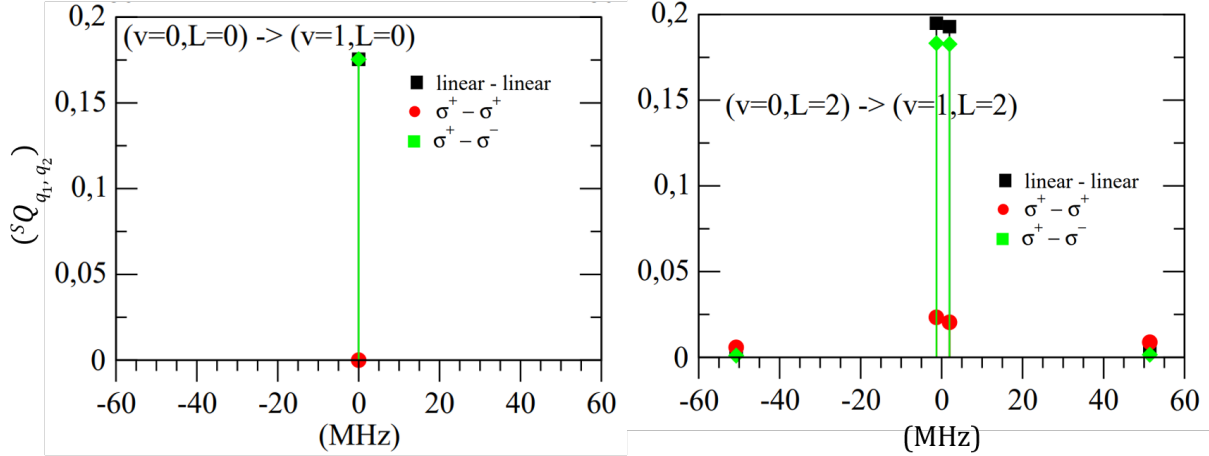 0,2
(v=0,L=0) -> (v=1,L=0)
linear - linear
σ⁺ – σ⁺
σ⁺ – σ⁻
0,15
0,1
0,05
0
(ˢQ q₁, q₂)
-60 -40 -20 0 20 40 60
(MHz)
0,2
0,15
(v=0,L=2) -> (v=1,L=2)
0,1
linear - linear
σ⁺ – σ⁺
σ⁺ – σ⁻
0,05
0
-60 -40 -20 0 20 40 60
(MHz)